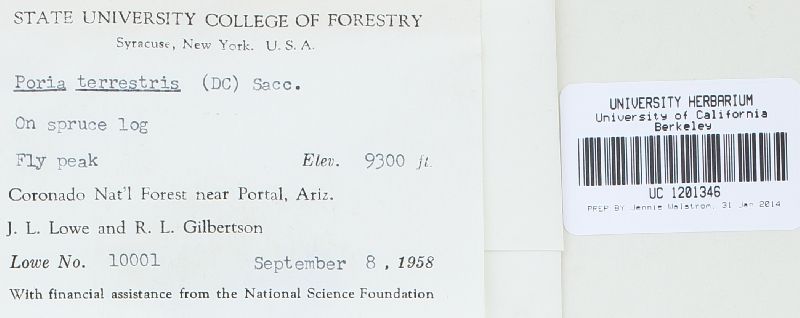 STATE UNIVERSITY COLLEGE OF FORESTRY
Syracuse, New York. U. S. A.
Poria terrestris (DC) Sacc.
On spruce log
Fly peak Elev. 9300 ft.
Coronado Nat'l Forest near Portal, Ariz.
J. L. Lowe and R. L. Gilbertson
Lowe No. 10001 September 8, 1958
With financial assistance from the National Science Foundation
UNIVERSITY HERBARIUM
University of California
Berkeley
UC 1201346
PREP BY Jennie Walstrom, 31 Jan 2014